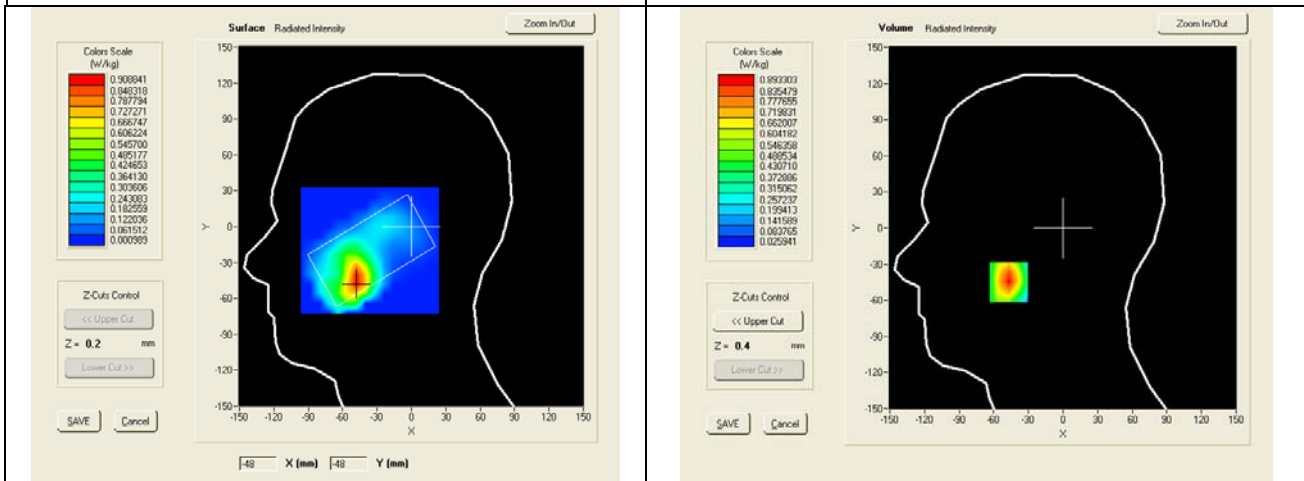 Surface Radiated Intensity
Zoom In/Out
Colors Scale
(W/kg)
0.908841
0.848318
0.787794
0.727271
0.666747
0.606224
0.545700
0.485177
0.424653
0.364130
0.303606
0.243083
0.182559
0.122036
0.061512
0.000989
150
120
90
60
30
0
-30
-60
-90
-120
-150
Y
-150 -120 -90 -60 -30 0 30 60 90 120 150
X
Z-Cuts Control
<< Upper Cut
Z = 0.2 mm
Lower Cut >>
SAVE Cancel
-48 X (mm) -48 Y (mm)
Volume Radiated Intensity
Zoom In/Out
Colors Scale
(W/kg)
0.893303
0.835479
0.777655
0.719831
0.662007
0.604182
0.546358
0.488534
0.430710
0.372886
0.315062
0.257237
0.199413
0.141589
0.083765
0.025941
150
120
90
60
30
0
-30
-60
-90
-120
-150
Y
-150 -120 -90 -60 -30 0 30 60 90 120 150
X
Z-Cuts Control
<< Upper Cut
Z = 0.4 mm
Lower Cut >>
SAVE Cancel